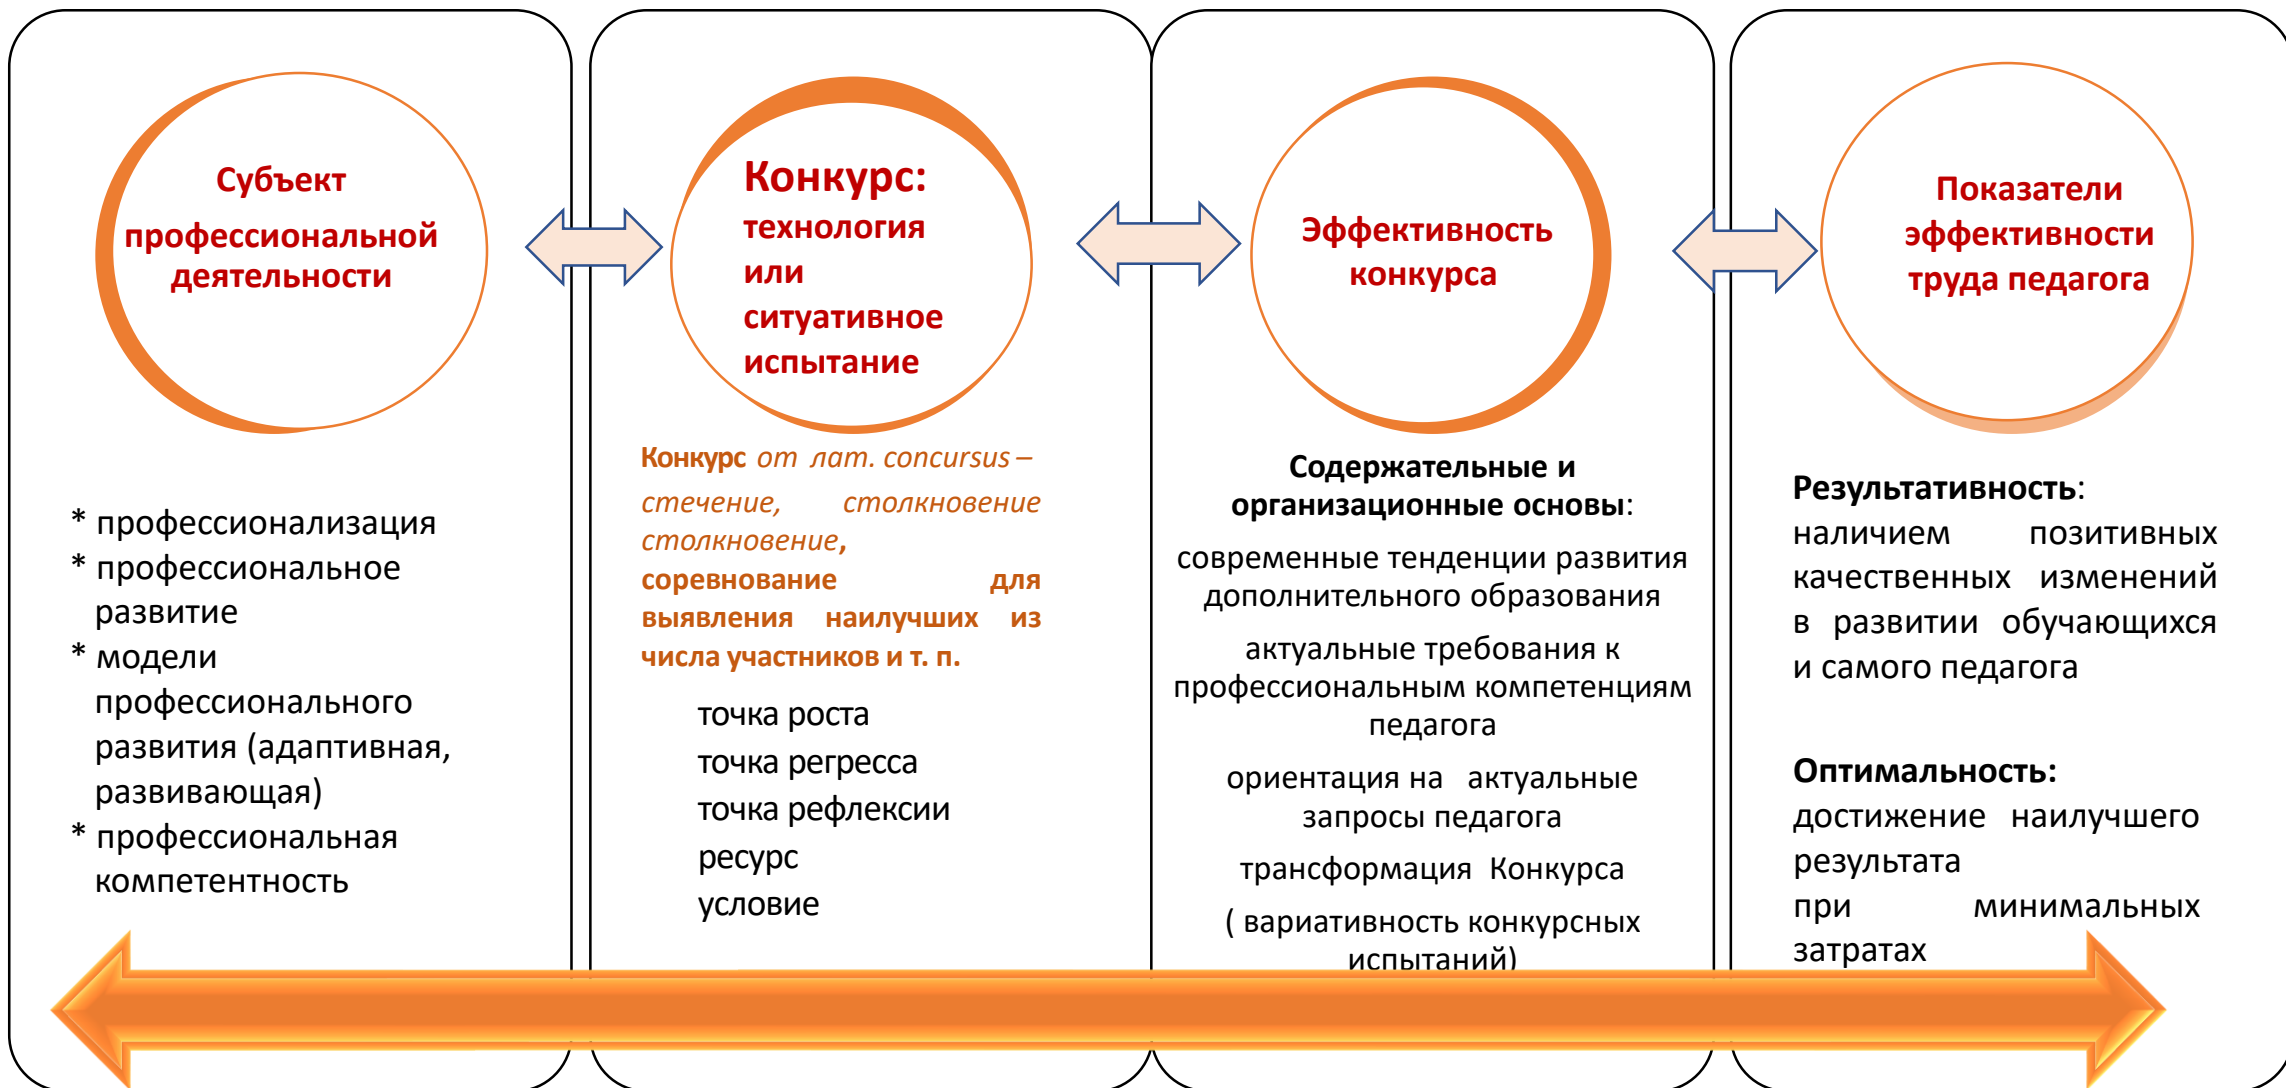 Субъект
профессиональной
деятельности
* профессионализация
* профессиональное
развитие
* модели
профессионального
развития (адаптивная,
развивающая)
* профессиональная
компетентность
Конкурс:
технология
или
ситуативное
испытание
Конкурс от лат. concursus –
стечение, столкновение
столкновение,
соревнование для
выявления наилучших из
числа участников и т. п.
точка роста
точка регресса
точка рефлексии
ресурс
условие
Эффективность
конкурса
Содержательные и
организационные основы:
современные тенденции развития
дополнительного образования
актуальные требования к
профессиональным компетенциям
педагога
ориентация на актуальные
запросы педагога
трансформация Конкурса
( вариативность конкурсных
испытаний)
Показатели
эффективности
труда педагога
Результативность:
наличием позитивных
качественных изменений
в развитии обучающихся
и самого педагога
Оптимальность:
достижение наилучшего
результата
при минимальных
затратах